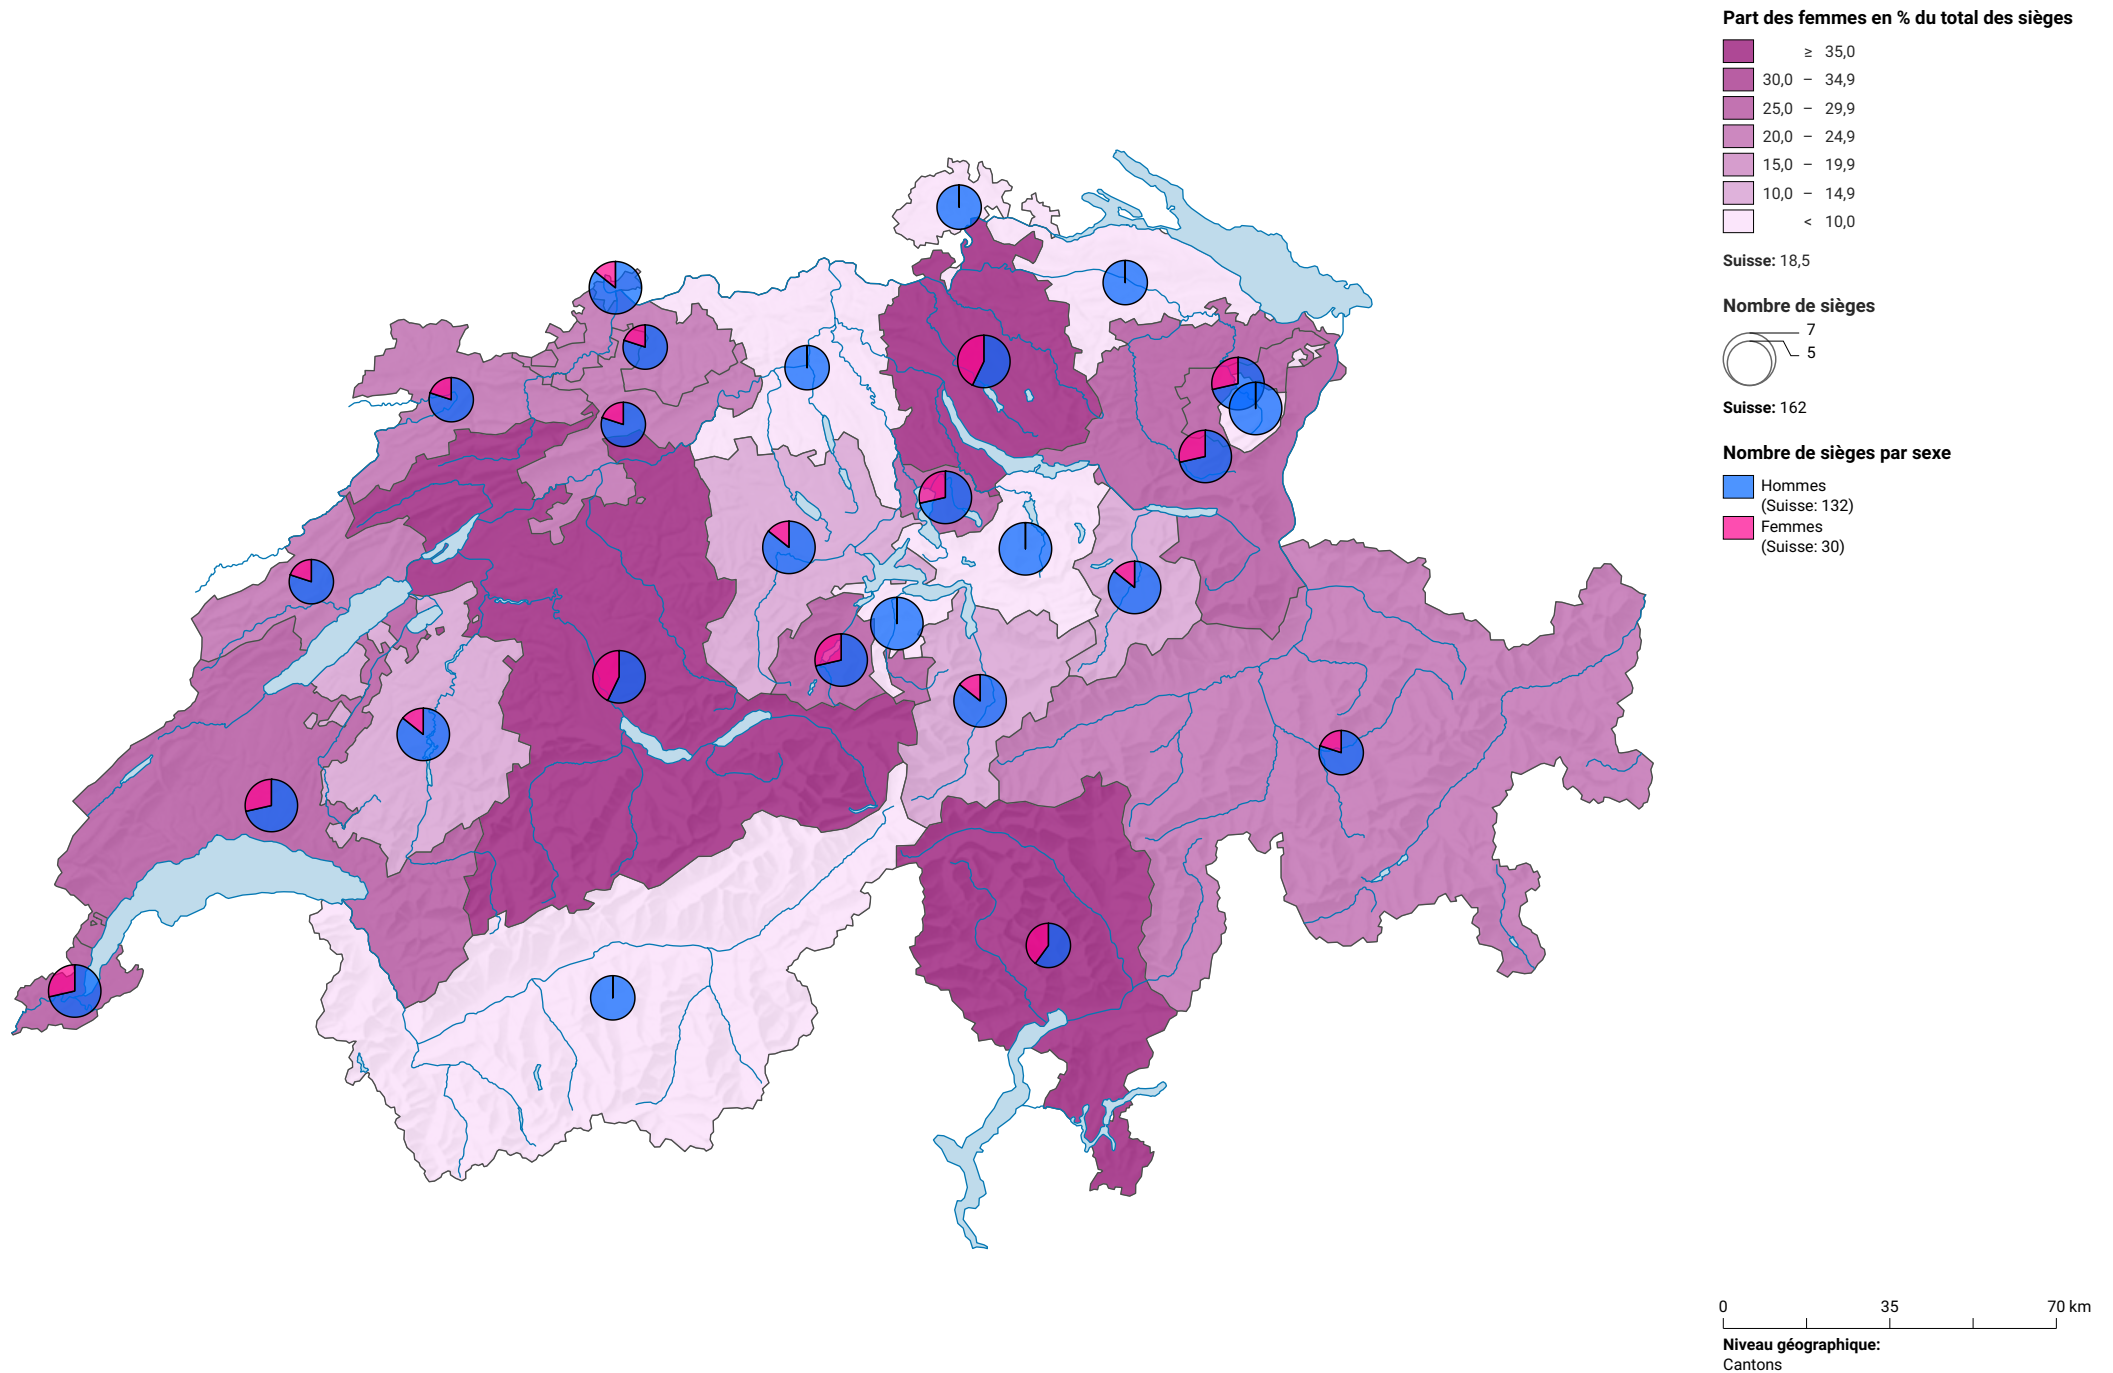 Part des femmes en % du total des sièges
≥ 35,0
30,0 – 34,9
25,0 – 29,9
20,0 – 24,9
15,0 – 19,9
10,0 – 14,9
< 10,0
Suisse: 18,5
Nombre de sièges
7
5
Suisse: 162
Nombre de sièges par sexe
Hommes
(Suisse: 132)
Femmes
(Suisse: 30)
0 35 70 km
Niveau géographique:
Cantons